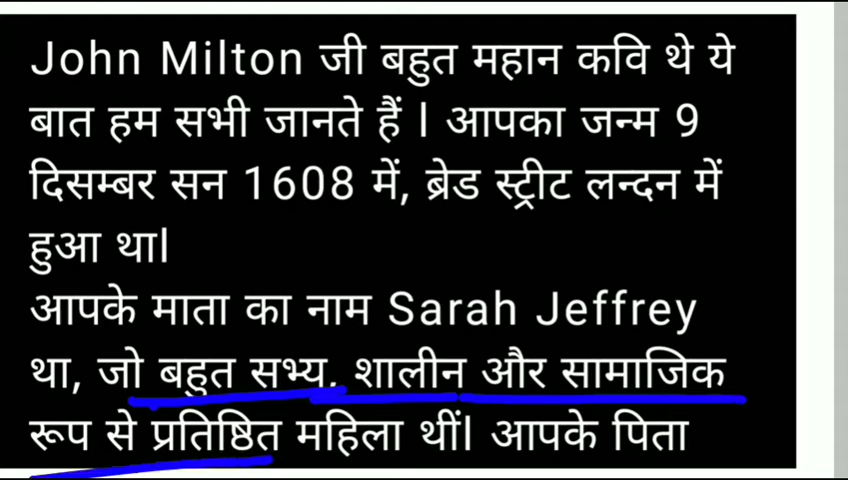 John Milton जी बहुत महान कवि थे ये
बात हम सभी जानते हैं | आपका जन्म 9
दिसम्बर सन 1608 में, ब्रेड स्ट्रीट लन्दन में
हुआ था|
आपके माता का नाम Sarah Jeffrey
था, जो बहुत सभ्य, शालीन और सामाजिक
रूप से प्रतिष्ठित महिला थीं| आपके पिता